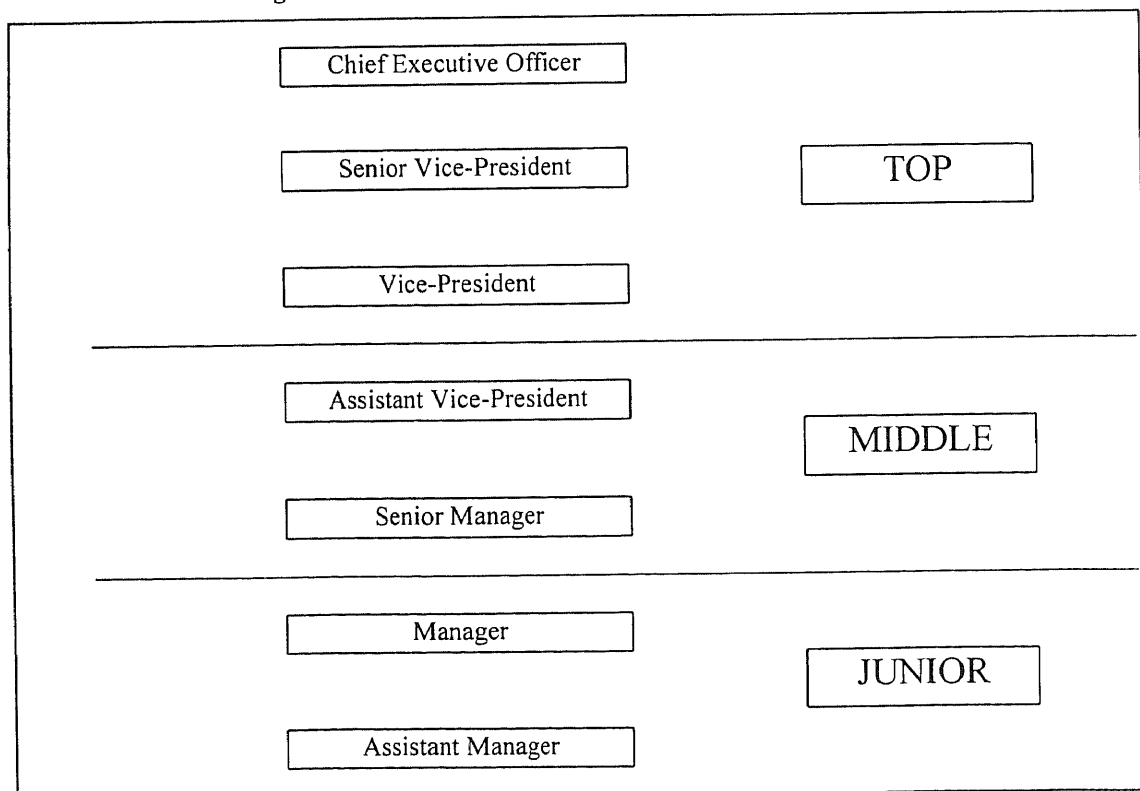 Chief Executive Officer
Senior Vice-President
TOP
Vice-President
Assistant Vice-President
MIDDLE
Senior Manager
Manager
JUNIOR
Assistant Manager